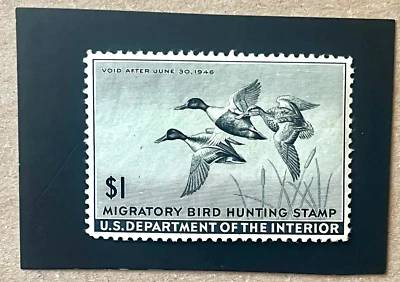 VOID AFTER JUNE 30, 1946
$1
MIGRATORY BIRD HUNTING STAMP
U.S. DEPARTMENT OF THE INTERIOR